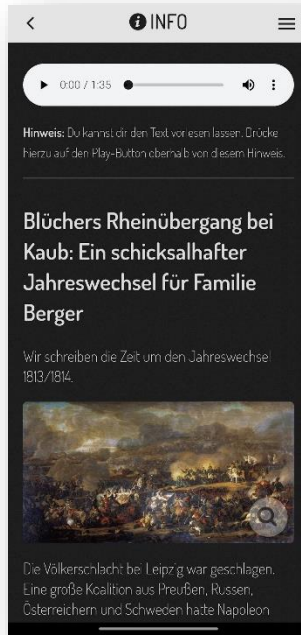 INFO
0:00 / 1:35
Hinweis: Du kannst dir den Text vorlesen lassen. Drücke
hierzu auf den Play-Button oberhalb von diesem Hinweis.
Blüchers Rheinübergang bei
Kaub: Ein schicksalhafter
Jahreswechsel für Familie
Berger
Wir schreiben die Zeit um den Jahreswechsel
1813/1814.
Die Völkerschlacht bei Leipzig war geschlagen.
Eine große Koalition aus Preußen, Russen,
Österreichern und Schweden hatte Napoleon